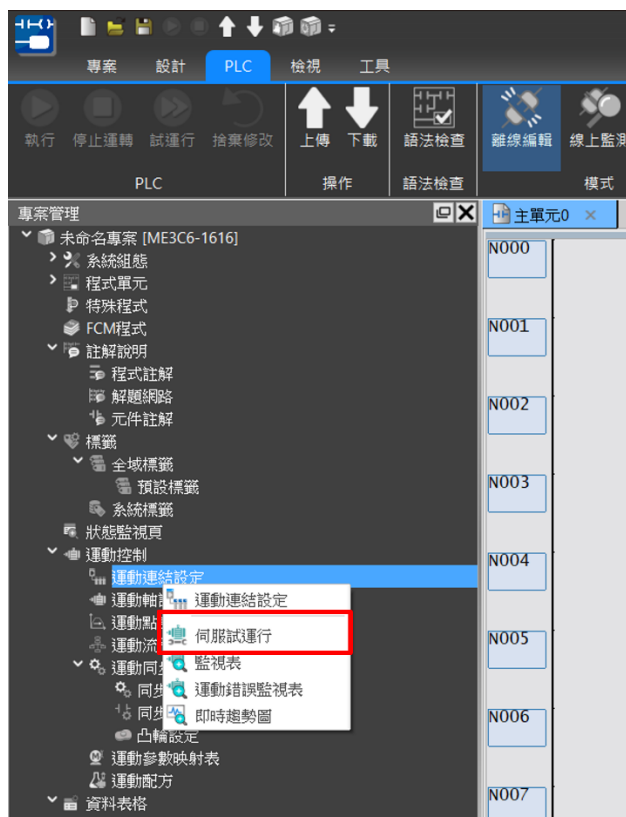 專案 設計 PLC 檢視 工具
執行 停止運轉 試運行 捨棄修改 上傳 下載 語法檢查 離線編輯 線上監測
PLC 操作 語法檢查 模式
專案管理
主單元0
未命名專案 [ME3C6-1616]
系統組態
程式單元
特殊程式
FCM程式
註解說明
程式註解
解題網路
元件註解
標籤
全域標籤
預設標籤
系統標籤
狀態監視頁
運動控制
運動連結設定
運動軸
運動點
運動流
運動同步
同步
同步
凸輪設定
運動參數映射表
運動配方
資料表格
運動連結設定
伺服試運行
監視表
運動錯誤監視表
即時趨勢圖
N000
N001
N002
N003
N004
N005
N006
N007